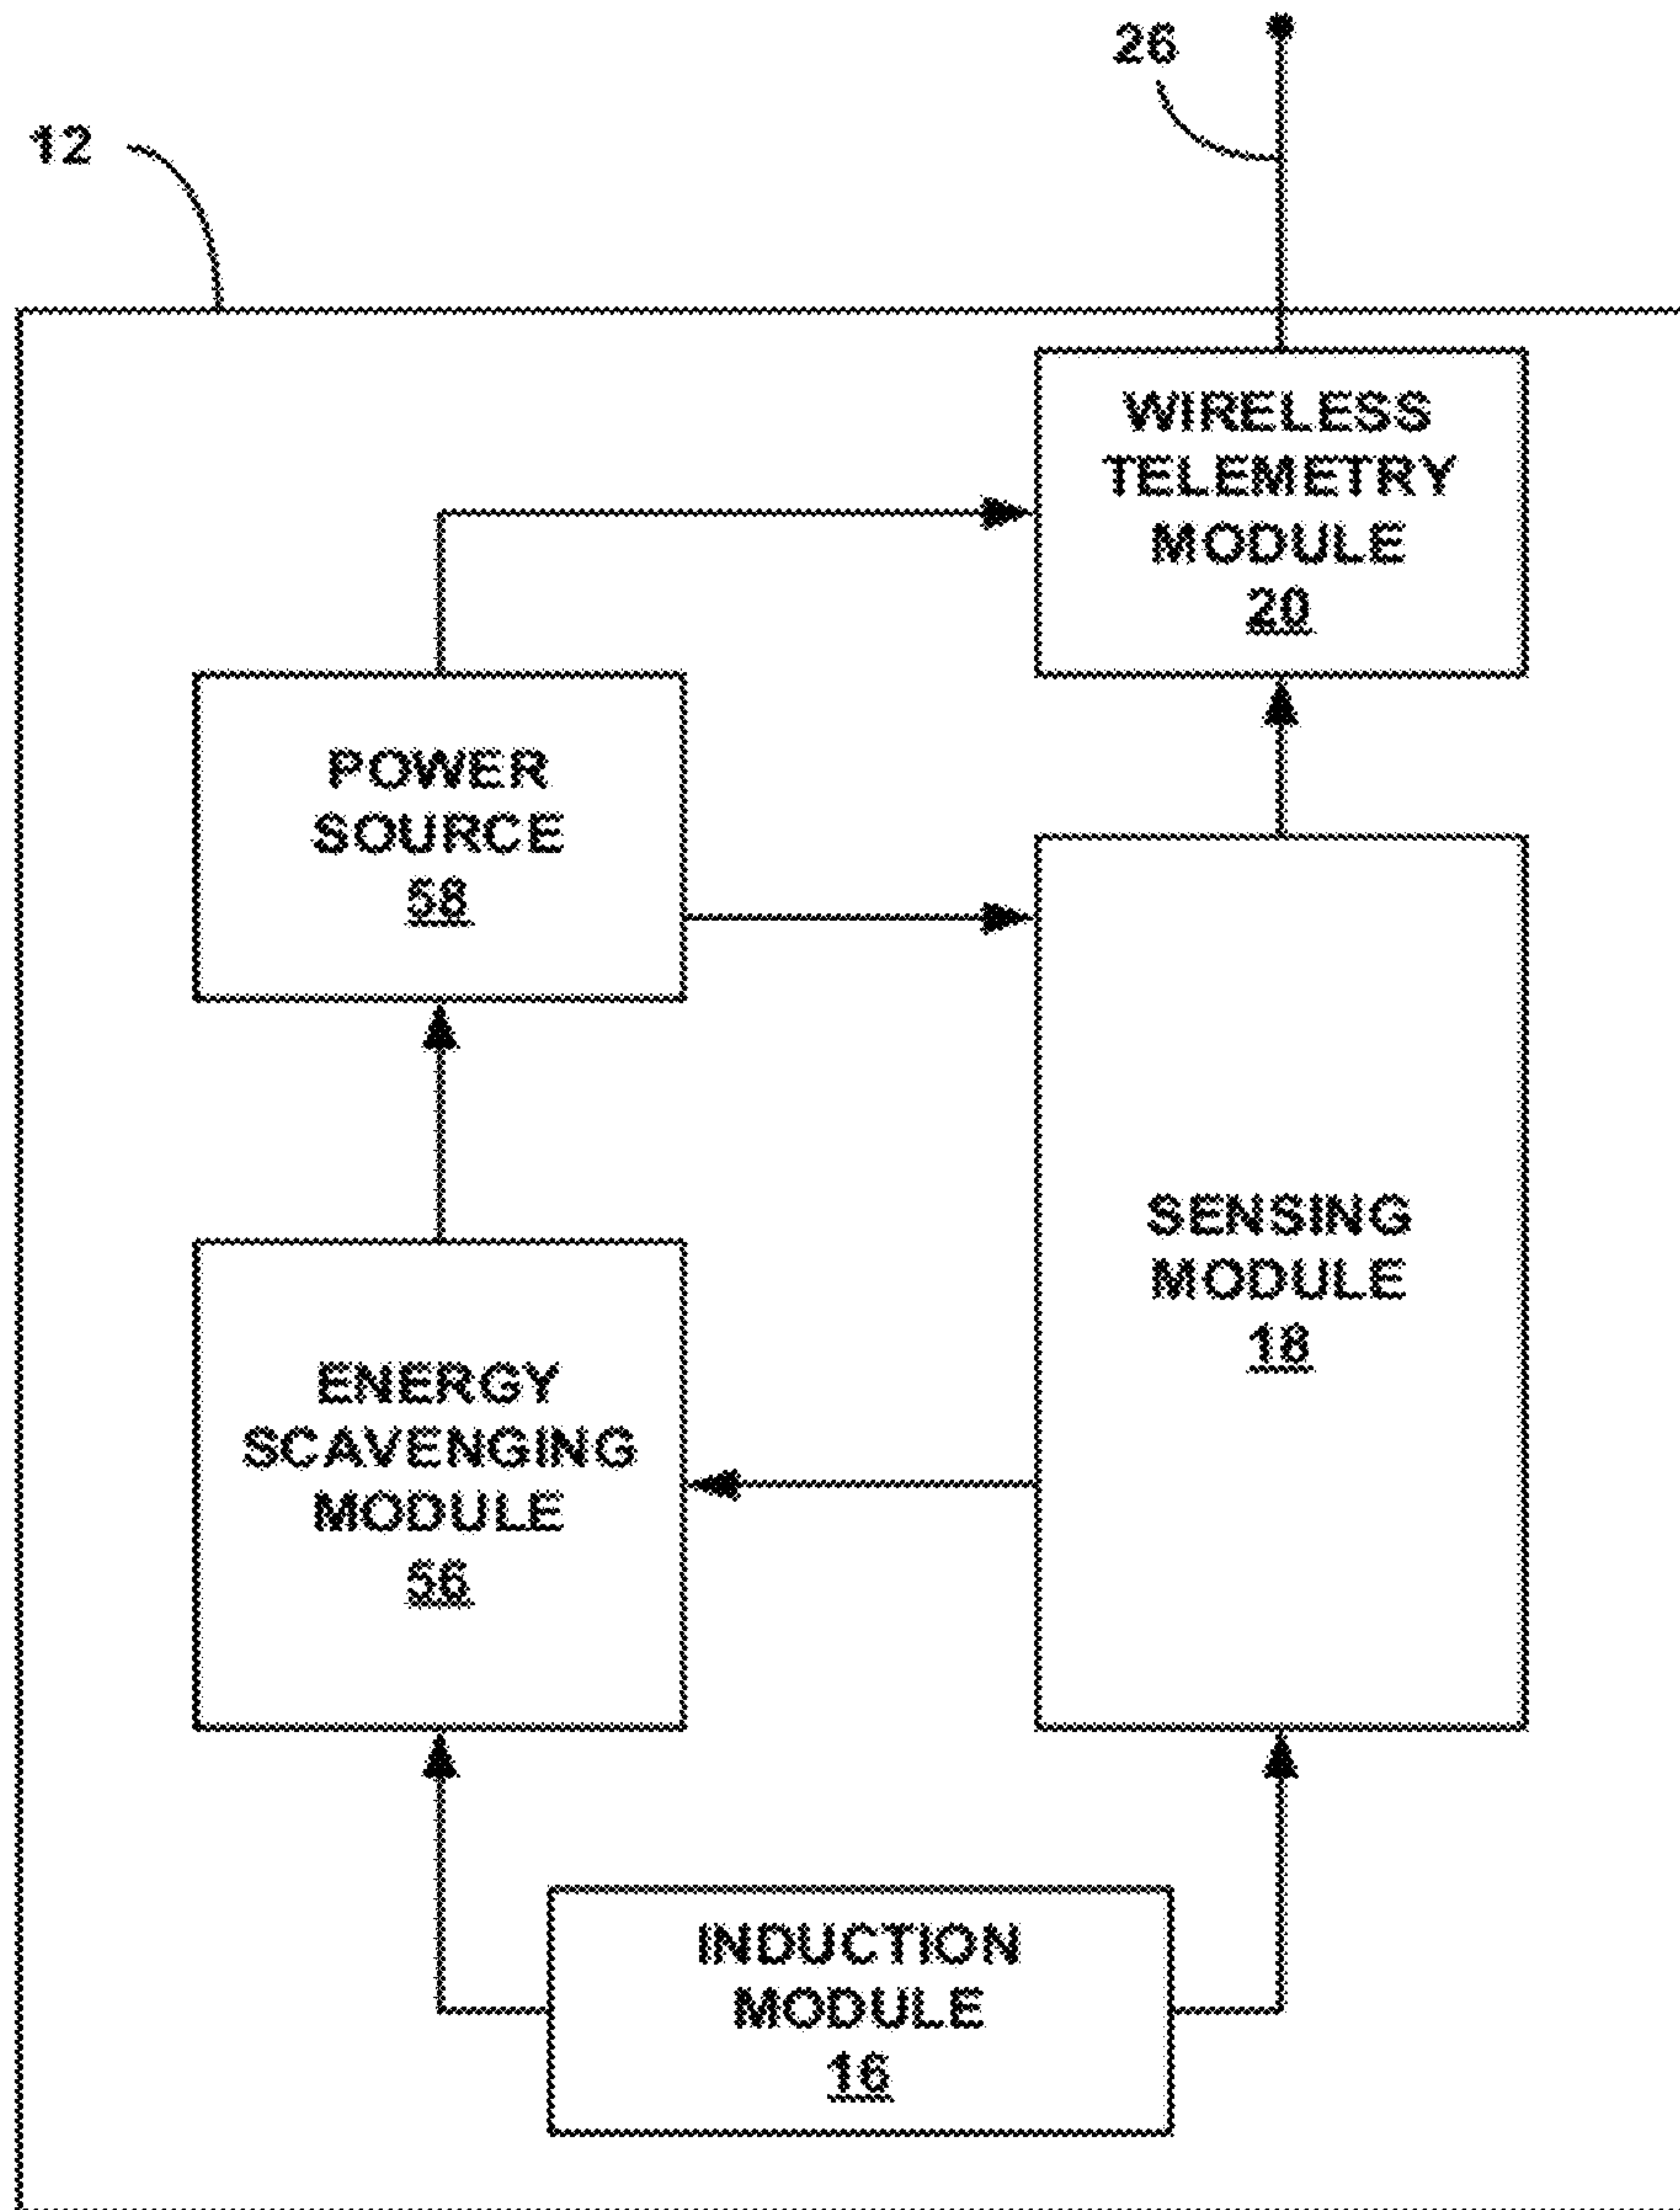 26
12
WIRELESS
TELEMETRY
MODULE
20
POWER
SOURCE
58
SENSING
MODULE
18
ENERGY
SCAVENGING
MODULE
56
INDUCTION
MODULE
16